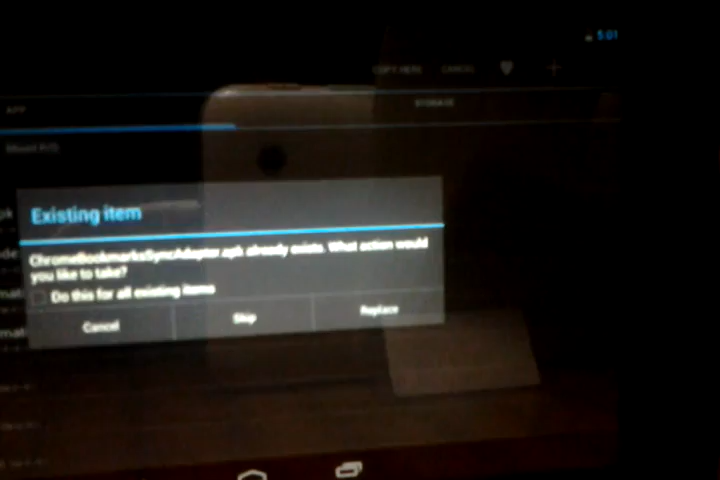 5:01
COPY HERE CANCEL
APP STORAGE
Existing item
ChromeBookmarksSyncAdapter.apk already exists. What action would
you like to take?
Do this for all existing items
Cancel Skip Replace